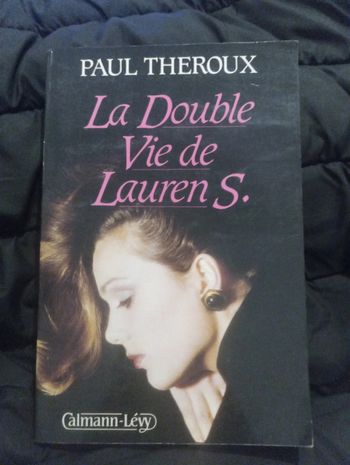 PAUL THEROUX
La Double
Vie de
Lauren S.
Calmann-Lévy